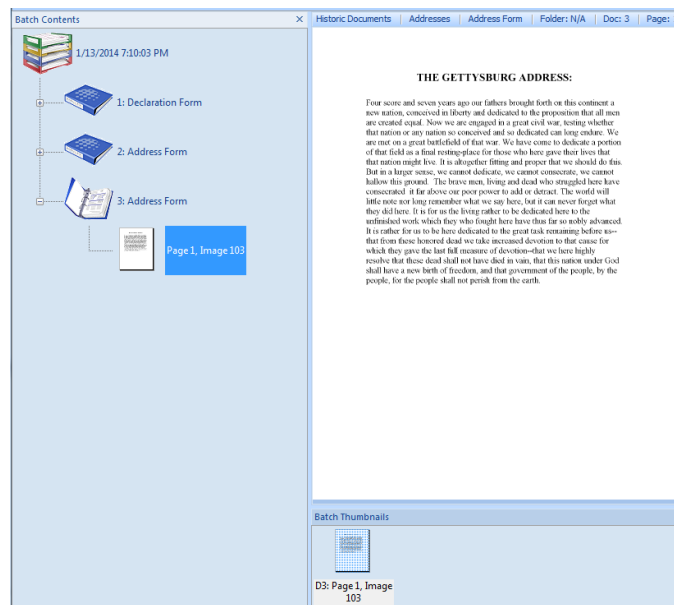 Batch Contents
1/13/2014 7:10:03 PM
1: Declaration Form
2: Address Form
3: Address Form
Page 1, Image 103
Historic Documents Addresses Address Form Folder: N/A Doc: 3 Page:
THE GETTYSBURG ADDRESS:
Four score and seven years ago our fathers brought forth on this continent a
new nation, conceived in liberty and dedicated to the proposition that all men
are created equal. Now we are engaged in a great civil war, testing whether
that nation or any nation so conceived and so dedicated can long endure. We
are met on a great battlefield of that war. We have come to dedicate a portion
of that field as a final resting-place for those who here gave their lives that
that nation might live. It is altogether fitting and proper that we should do this.
But in a larger sense, we cannot dedicate, we cannot consecrate, we cannot
hallow this ground. The brave men, living and dead who struggled here have
consecrated it far above our poor power to add or detract. The world will
little note nor long remember what we say here, but it can never forget what
they did here. It is for us the living rather to be dedicated here to the
unfinished work which they who fought here have thus far so nobly advanced.
It is rather for us to be here dedicated to the great task remaining before us--
that from these honored dead we take increased devotion to that cause for
which they gave the last full measure of devotion--that we here highly
resolve that these dead shall not have died in vain, that this nation under God
shall have a new birth of freedom, and that government of the people, by the
people, for the people shall not perish from the earth.
Batch Thumbnails
D3: Page 1, Image
103